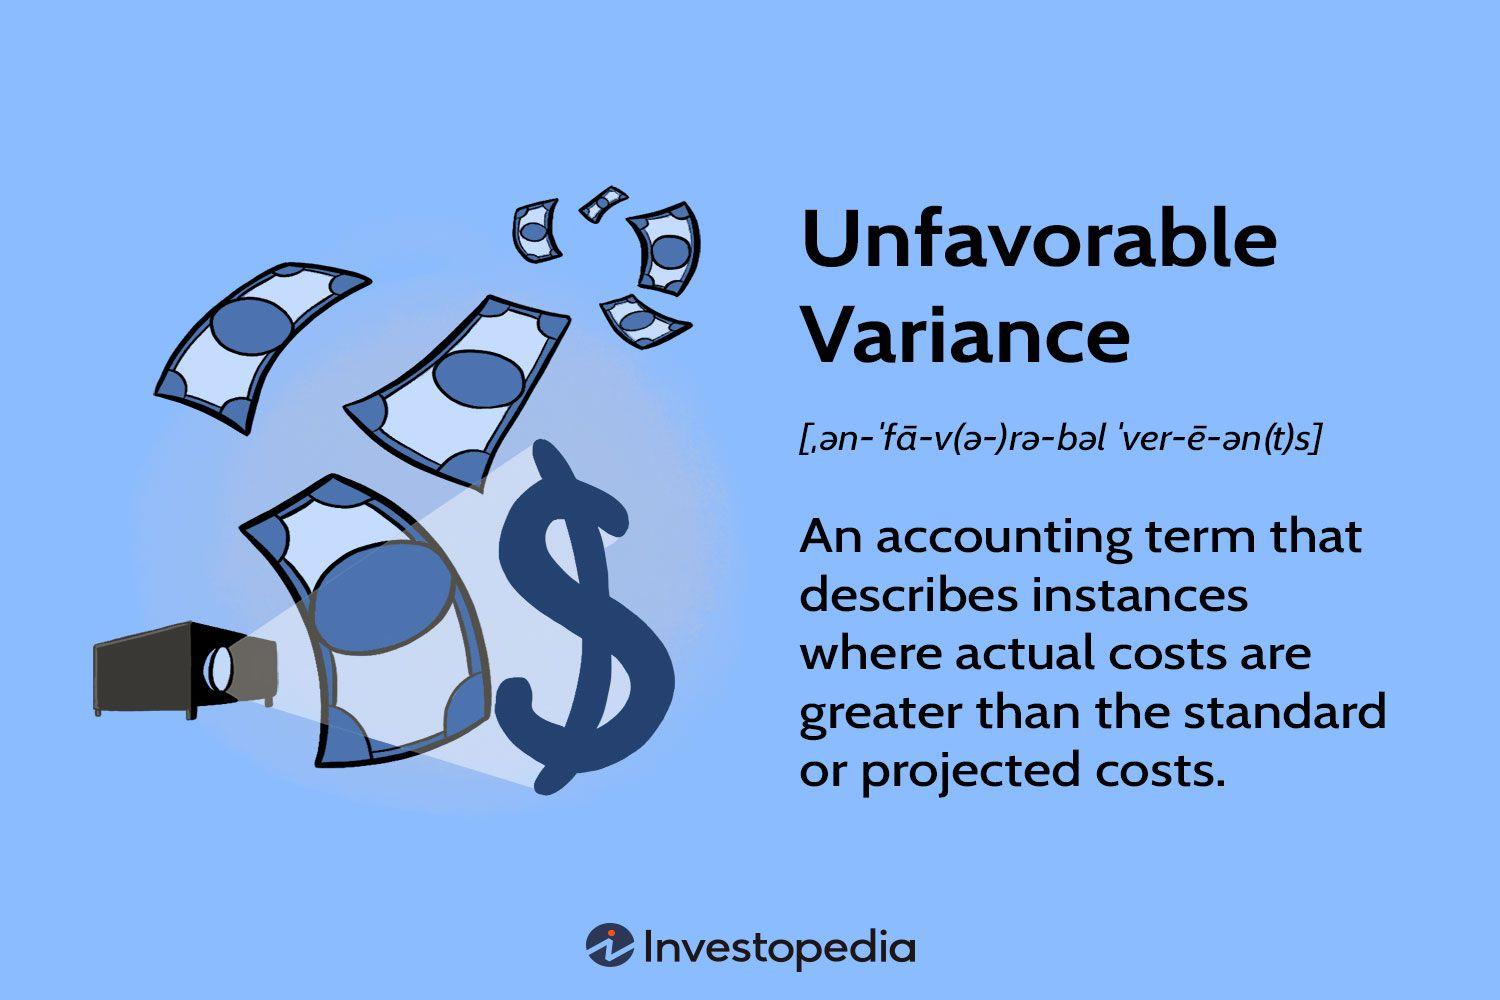 Unfavorable
Variance
[ˌən-ˈfā-v(ə-)rə-bəl ˈver-ē-ən(t)s]
An accounting term that
describes instances
where actual costs are
greater than the standard
or projected costs.
Investopedia